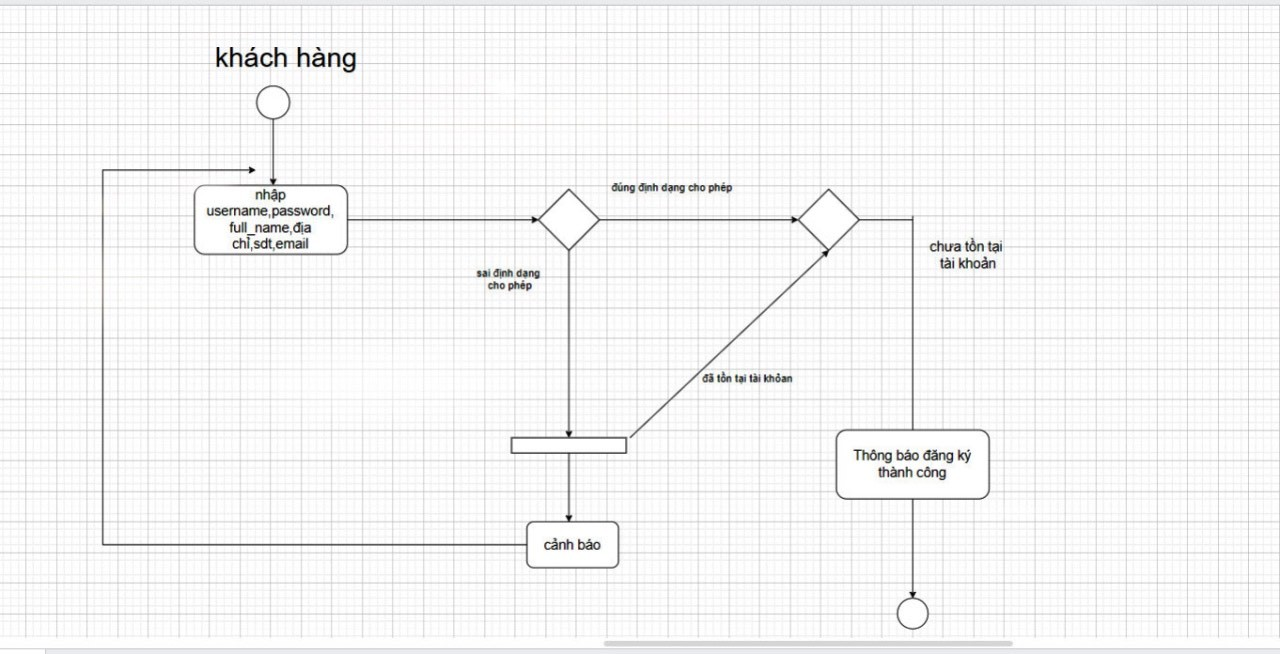 khách hàng
nhập
username,password,
full_name,địa
chỉ,sdt,email
đúng định dạng cho phép
sai định dạng
cho phép
chưa tồn tại
tài khoản
đã tồn tại tài khỏan
Thông báo đăng ký
thành công
cảnh báo